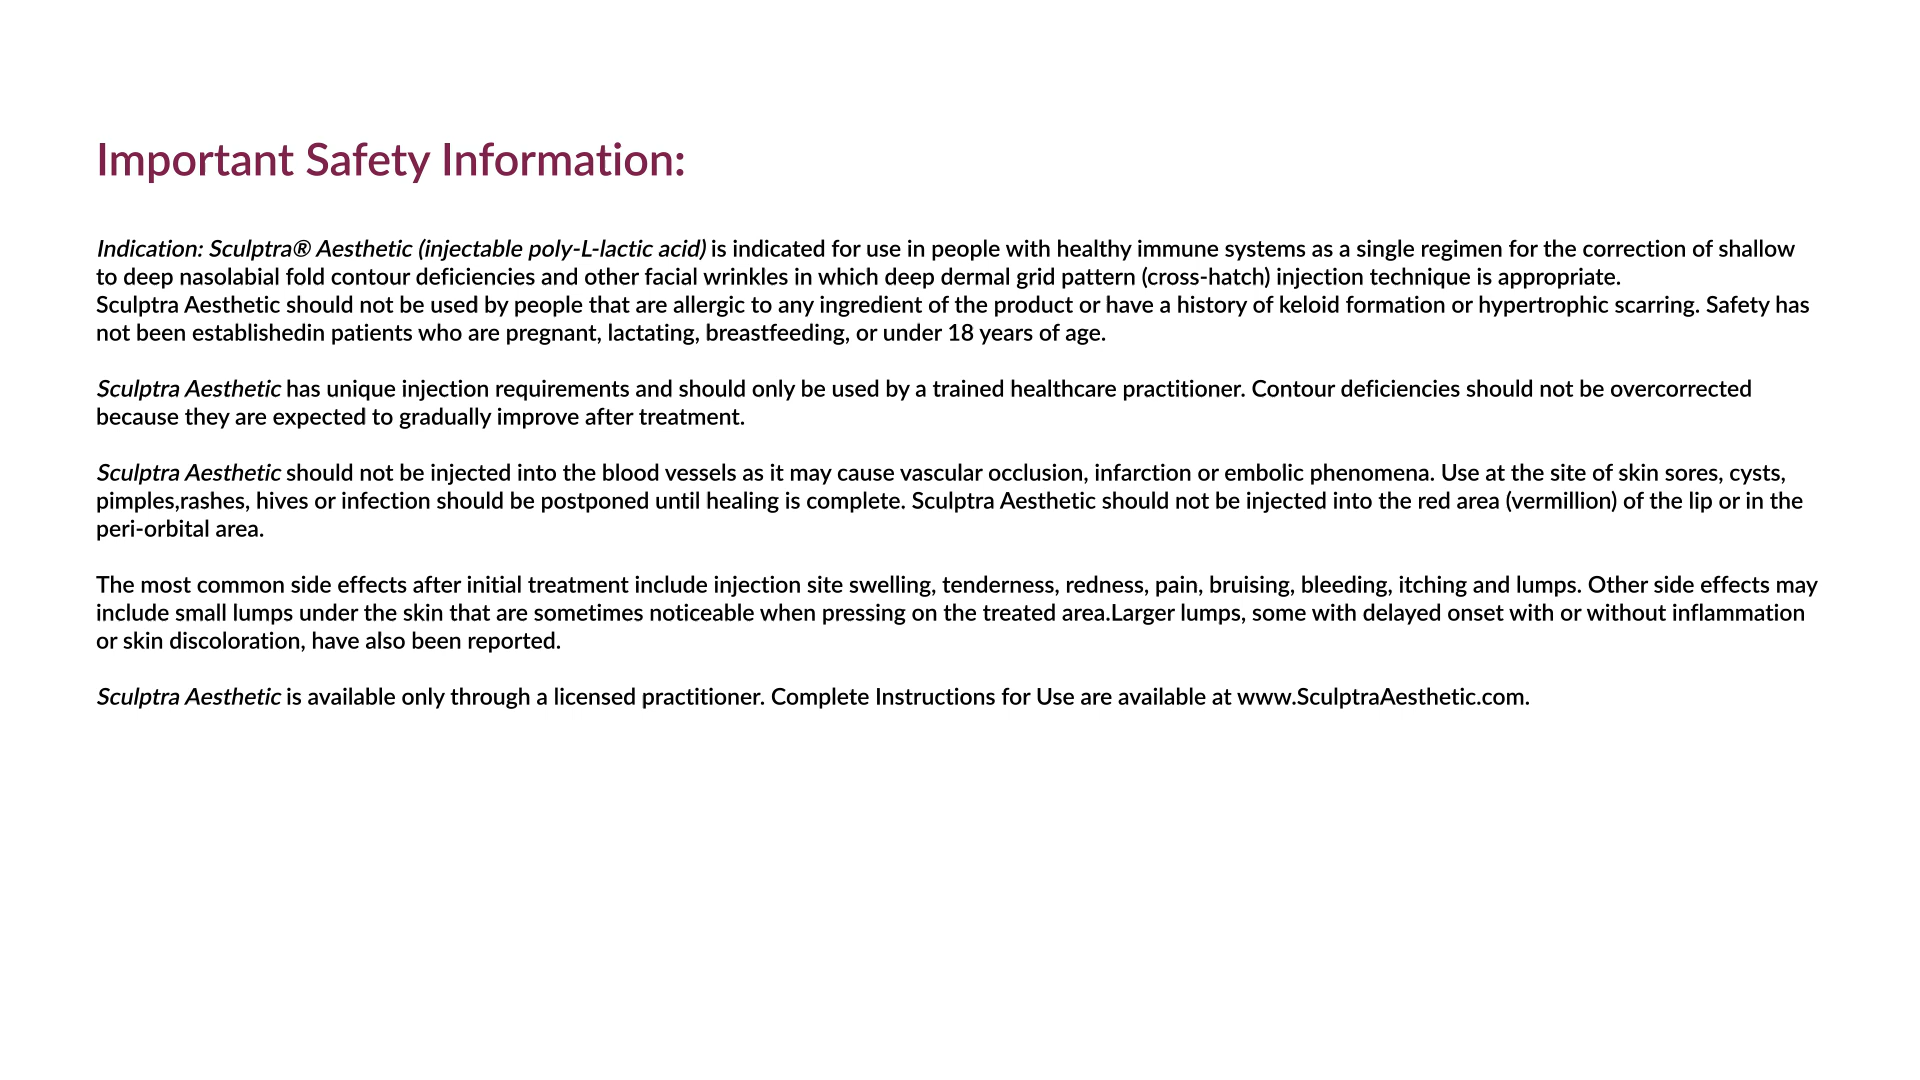 Important Safety Information:
Indication: Sculptra® Aesthetic (injectable poly-L-lactic acid) is indicated for use in people with healthy immune systems as a single regimen for the correction of shallow
to deep nasolabial fold contour deficiencies and other facial wrinkles in which deep dermal grid pattern (cross-hatch) injection technique is appropriate.
Sculptra Aesthetic should not be used by people that are allergic to any ingredient of the product or have a history of keloid formation or hypertrophic scarring. Safety has
not been establishedin patients who are pregnant, lactating, breastfeeding, or under 18 years of age.
Sculptra Aesthetic has unique injection requirements and should only be used by a trained healthcare practitioner. Contour deficiencies should not be overcorrected
because they are expected to gradually improve after treatment.
Sculptra Aesthetic should not be injected into the blood vessels as it may cause vascular occlusion, infarction or embolic phenomena. Use at the site of skin sores, cysts,
pimples,rashes, hives or infection should be postponed until healing is complete. Sculptra Aesthetic should not be injected into the red area (vermillion) of the lip or in the
peri-orbital area.
The most common side effects after initial treatment include injection site swelling, tenderness, redness, pain, bruising, bleeding, itching and lumps. Other side effects may
include small lumps under the skin that are sometimes noticeable when pressing on the treated area.Larger lumps, some with delayed onset with or without inflammation
or skin discoloration, have also been reported.
Sculptra Aesthetic is available only through a licensed practitioner. Complete Instructions for Use are available at www.SculptraAesthetic.com.